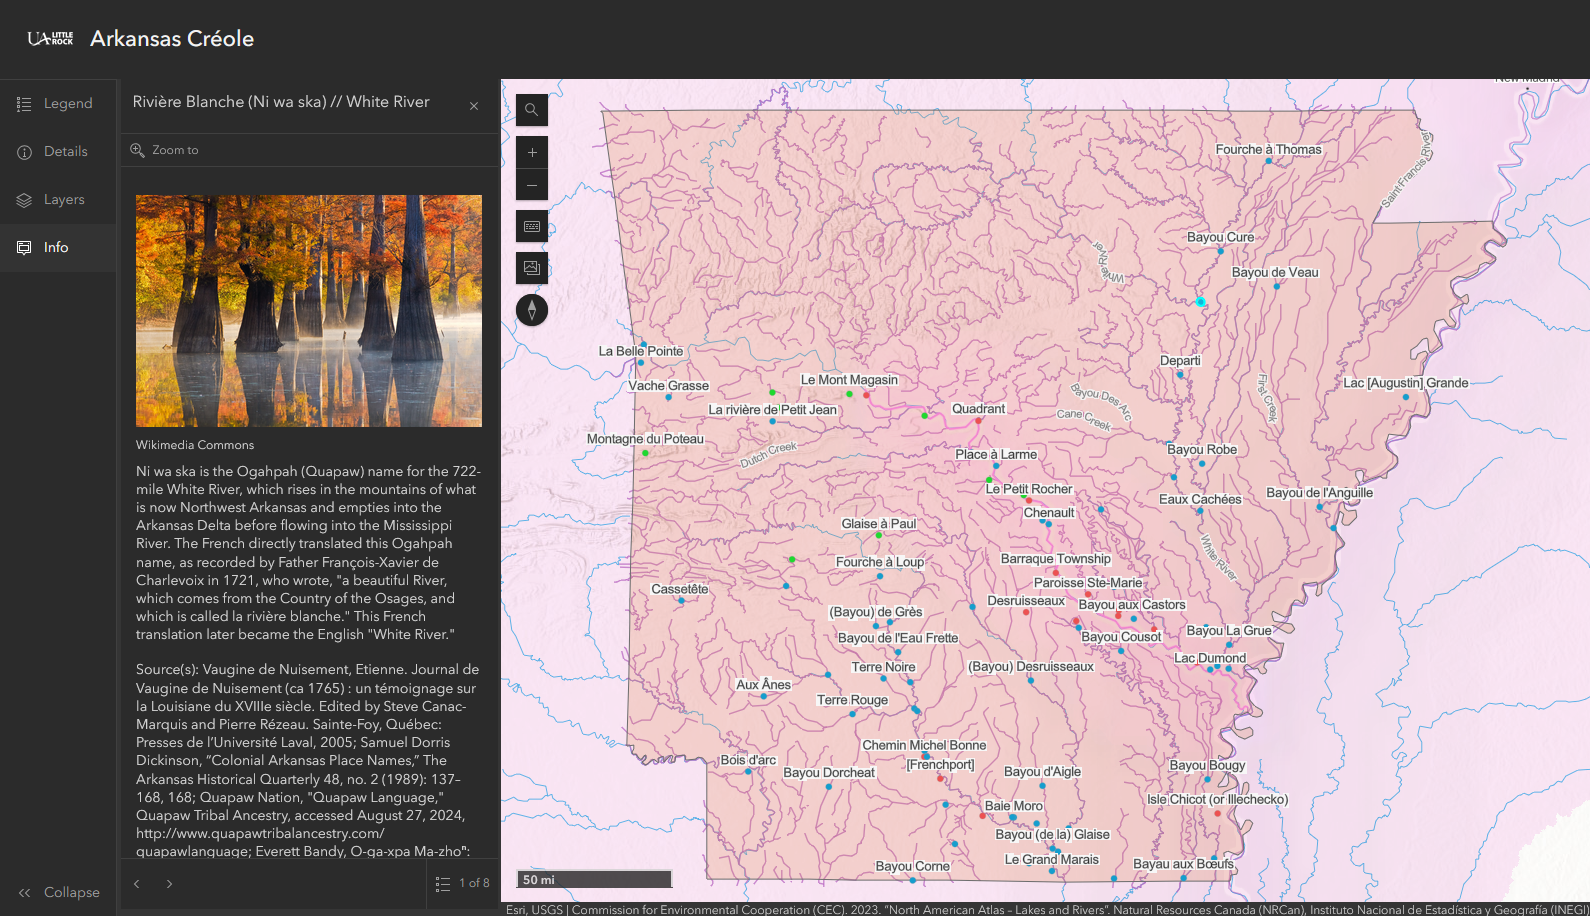 UA LITTLE ROCK
Arkansas Créole
Legend
Details
Layers
Info
Collapse
Rivière Blanche (Ni wa ska) // White River
Zoom to
Wikimedia Commons
Ni wa ska is the Ogahpah (Quapaw) name for the 722-
mile White River, which rises in the mountains of what
is now Northwest Arkansas and empties into the
Arkansas Delta before flowing into the Mississippi
River. The French directly translated this Ogahpah
name, as recorded by Father François-Xavier de
Charlevoix in 1721, who wrote, "a beautiful River,
which comes from the Country of the Osages, and
which is called la rivière blanche." This French
translation later became the English "White River."
Source(s): Vaugine de Nuisement, Etienne. Journal de
Vaugine de Nuisement (ca 1765) : un témoignage sur
la Louisiane du XVIIIe siècle. Edited by Steve Canac-
Marquis and Pierre Rézeau. Sainte-Foy, Québec:
Presses de l'Université Laval, 2005; Samuel Dorris
Dickinson, "Colonial Arkansas Place Names," The
Arkansas Historical Quarterly 48, no. 2 (1989): 137–
168, 168; Quapaw Nation, "Quapaw Language,"
Quapaw Tribal Ancestry, accessed August 27, 2024,
http://www.quapawtribalancestry.com/
quapawlanguage; Everett Bandy, O-ga-xpa Ma-zhoⁿ:
1 of 8
New Madrid
Fourche à Thomas
Saint Francis River
Bayou Cure
White River
Bayou de Veau
La Belle Pointe
Departi
Vache Grasse
Le Mont Magasin
Lac [Augustin] Grande
First Creek
Bayou Des Arc
La rivière de Petit Jean
Quadrant
Cane Creek
Montagne du Poteau
Dutch Creek
Place à Larme
Bayou Robe
Le Petit Rocher
Eaux Cachées
Bayou de l'Anguille
Chenault
Glaise à Paul
White River
Fourche à Loup
Barraque Township
Cassetête
Paroisse Ste-Marie
Desruisseaux
Bayou aux Castors
(Bayou) de Grès
Bayou de l'Eau Frette
Bayou Cousot
Bayou La Grue
Terre Noire
(Bayou) Desruisseaux
Lac Dumond
Aux Ânes
Terre Rouge
Chemin Michel Bonne
Bois d'arc
[Frenchport]
Bayou Dorcheat
Bayou d'Aigle
Bayou Bougy
Baie Moro
Isle Chicot (or Illechecko)
Bayou (de la) Glaise
Bayou Corne
Le Grand Marais
Bayau aux Bœufs
50 mi
Esri, USGS | Commission for Environmental Cooperation (CEC). 2023. "North American Atlas – Lakes and Rivers". Natural Resources Canada (NRCan), Instituto Nacional de Estadística y Geografía (INEGI